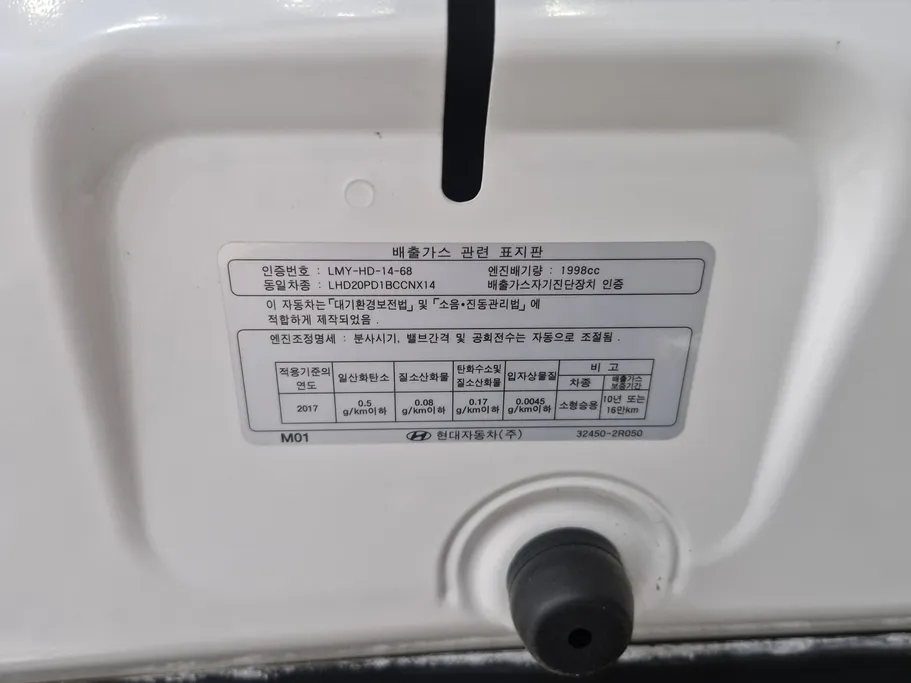 배출가스 관련 표지판
인증번호 : LMY-HD-14-68 엔진배기량 : 1998cc
동일차종 : LHD20PD1BCCNX14 배출가스자기진단장치 인증
이 자동차는 「대기환경보전법」 및 「소음•진동관리법」에
적합하게 제작되었음 .
엔진조정명세 : 분사시기, 밸브간격 및 공회전수는 자동으로 조절됨 .
적용기준의 연도 일산화탄소 질소산화물 탄화수소및 질소산화물 입자상물질 비 고
차종 배출가스 보증기간
2017 0.5 g/km이하 0.08 g/km이하 0.17 g/km이하 0.0045 g/km이하 소형승용 10년 또는 16만km
M01 현대자동차(주) 32450-2R050